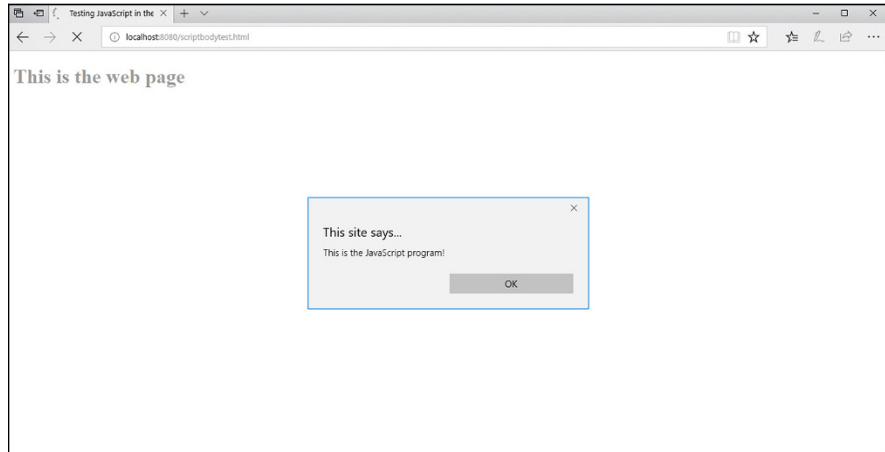 Testing JavaScript in the
localhost:8080/scriptbodytest.html
This is the web page
This site says...
This is the JavaScript program!
OK